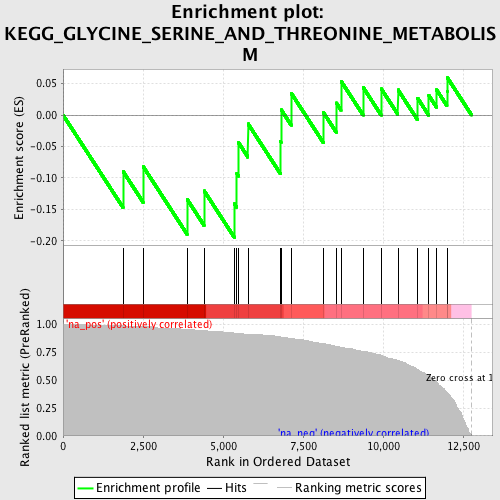 Enrichment plot:
KEGG_GLYCINE_SERINE_AND_THREONINE_METABOLIS
M
Enrichment score (ES)
0.05
0.00
-0.05
-0.10
-0.15
-0.20
'na_pos' (positively correlated)
Ranked list metric (PreRanked)
1.00
0.75
0.50
0.25
0.00
Zero cross at 1
'na_neg' (negatively correlated)
0
2,500
5,000
7,500
10,000
12,500
Rank in Ordered Dataset
Enrichment profile
Hits
Ranking metric scores